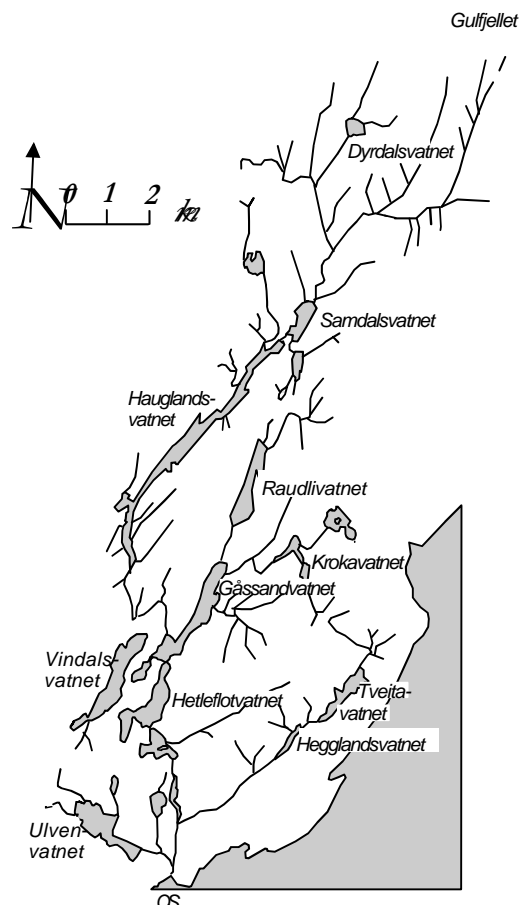 Gulfjellet
Dyrdalsvatnet
N
0 1 2 km
Samdalsvatnet
Hauglands-
vatnet
Raudlivatnet
Krokavatnet
Gåssandvatnet
Vindals-
vatnet
Hetleflotvatnet
Tveita-
vatnet
Hegglandsvatnet
Ulven-
vatnet
OS